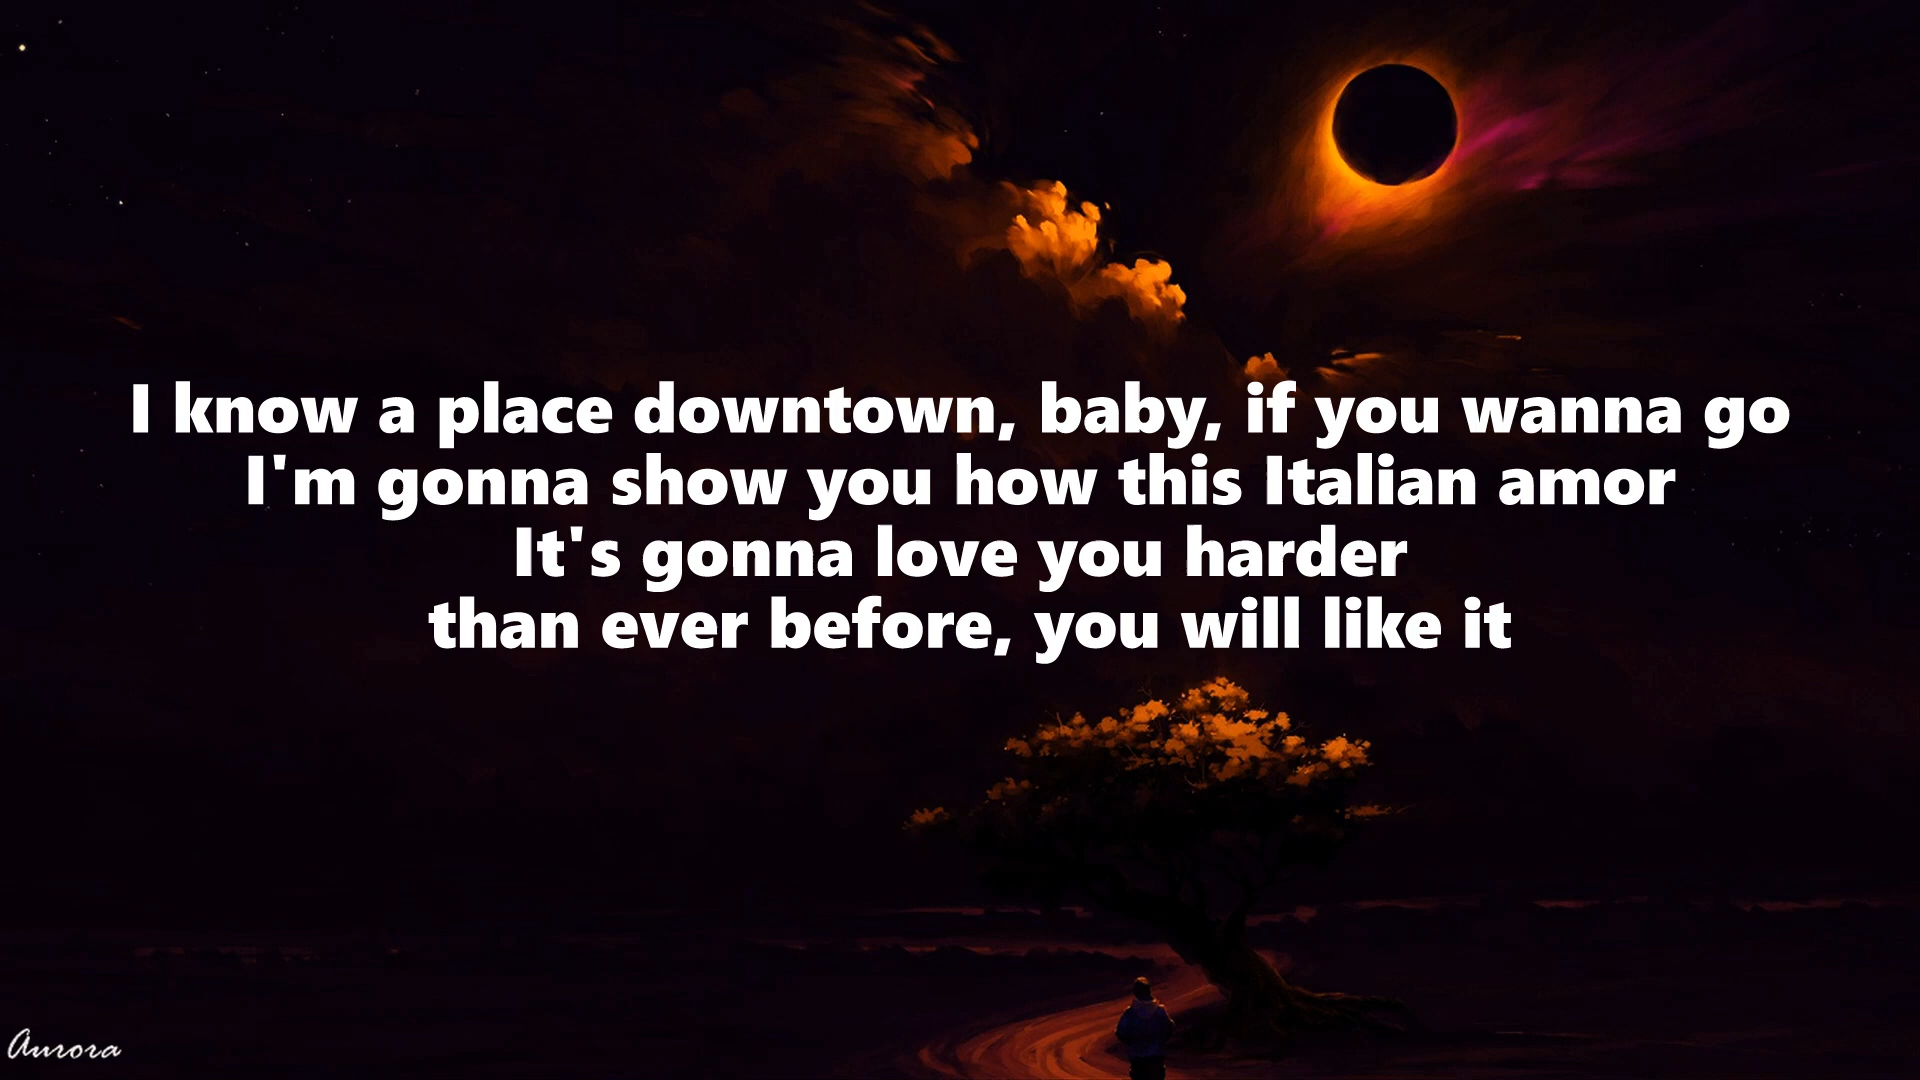 I know a place downtown, baby, if you wanna go
I'm gonna show you how this Italian amor
It's gonna love you harder
than ever before, you will like it
Aurora